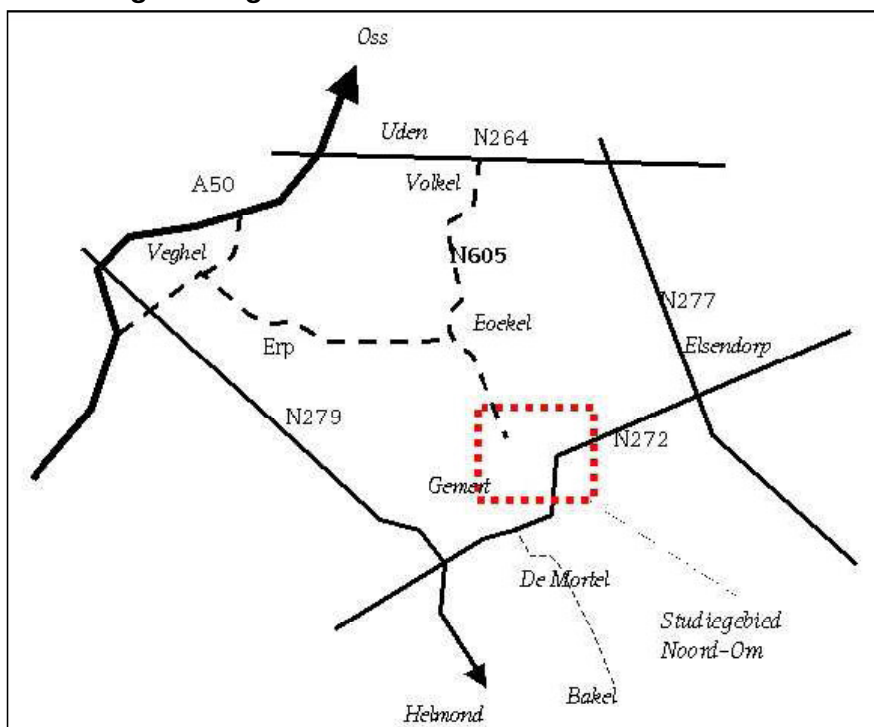 Oss
Uden
N264
Volkel
A50
Veghel
N605
N277
Eoekel
Erp
Elsendorp
N279
N272
Gemert
De Mortel
Studiegebied
Noord-Om
Bakel
Helmond